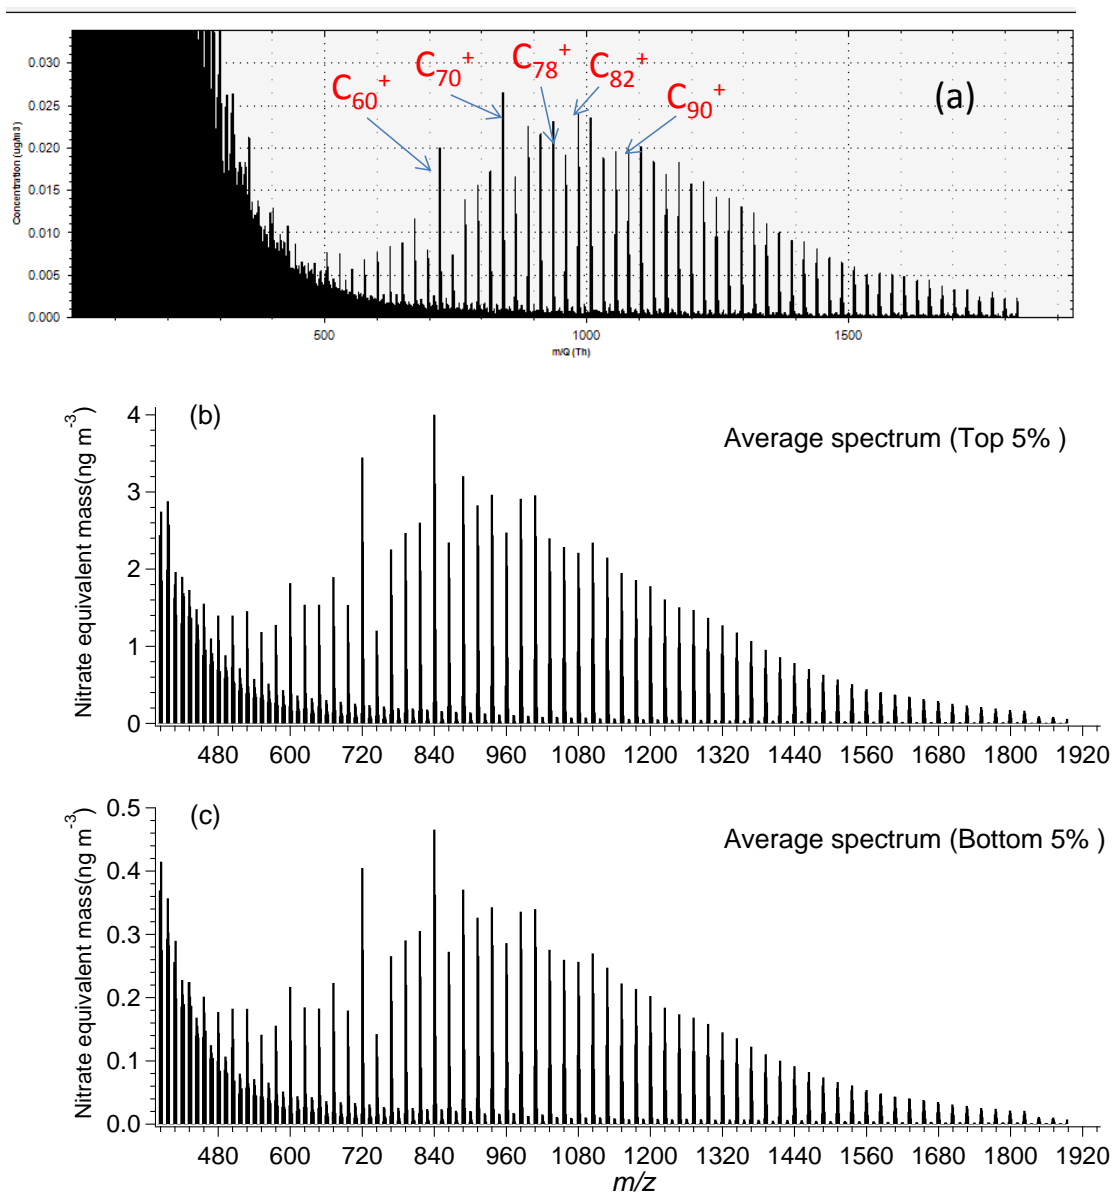 (a)
C60+
C70+
C78+
C82+
C90+
Concentration (ug/m3)
0.030
0.025
0.020
0.015
0.010
0.005
0.000
500
1000
1500
m/Q (Th)
(b)
Average spectrum (Top 5% )
Nitrate equivalent mass(ng m-3)
4
3
2
1
0
480 600 720 840 960 1080 1200 1320 1440 1560 1680 1800 1920
(c)
Average spectrum (Bottom 5% )
Nitrate equivalent mass(ng m-3)
0.5
0.4
0.3
0.2
0.1
0.0
480 600 720 840 960 1080 1200 1320 1440 1560 1680 1800 1920
m/z